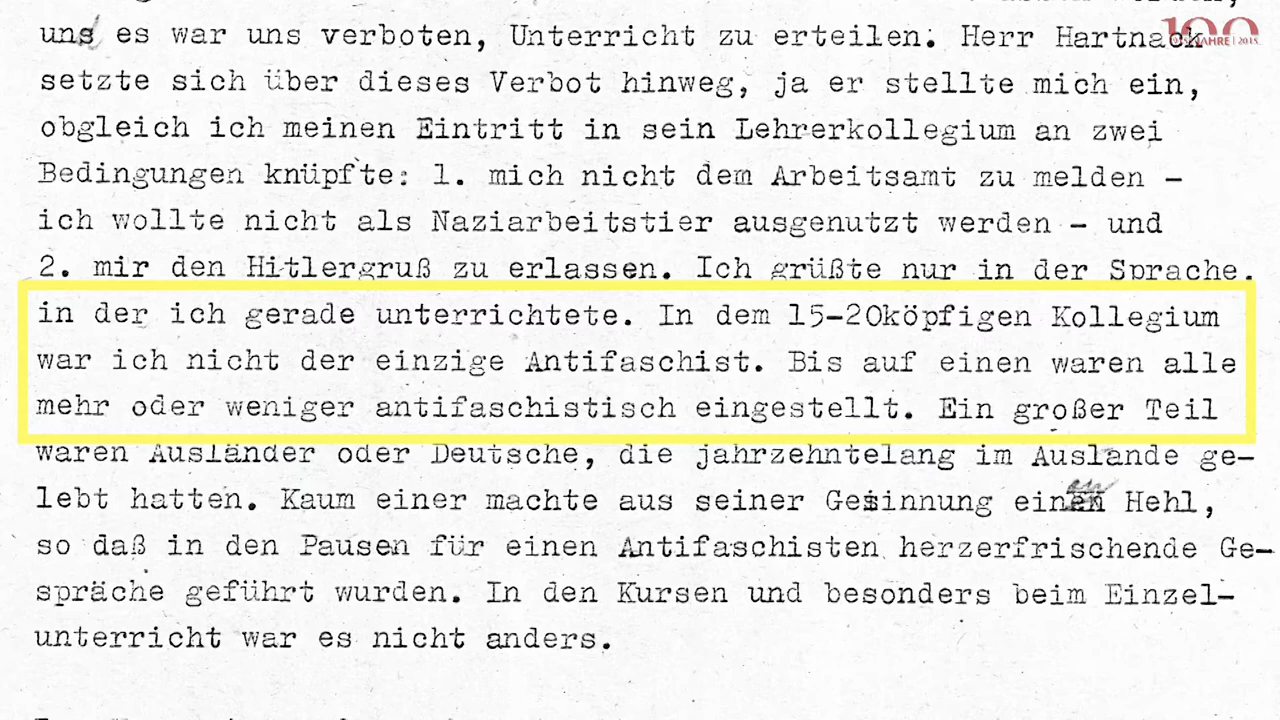 uns es war uns verboten, Unterricht zu erteilen. Herr Hartnack
setzte sich über dieses Verbot hinweg, ja er stellte mich ein,
obgleich ich meinen Eintritt in sein Lehrerkollegium an zwei
Bedingungen knüpfte: 1. mich nicht dem Arbeitsamt zu melden –
ich wollte nicht als Naziarbeitstier ausgenutzt werden – und
2. mir den Hitlergruß zu erlassen. Ich grüßte nur in der Sprache,
in der ich gerade unterrichtete. In dem 15-20köpfigen Kollegium
war ich nicht der einzige Antifaschist. Bis auf einen waren alle
mehr oder weniger antifaschistisch eingestellt. Ein großer Teil
waren Ausländer oder Deutsche, die jahrzehntelang im Auslande ge-
lebt hatten. Kaum einer machte aus seiner Gesinnung einen Hehl,
so daß in den Pausen für einen Antifaschisten herzerfrischende Ge-
spräche geführt wurden. In den Kursen und besonders beim Einzel-
unterricht war es nicht anders.
100
JAHRE | 2015